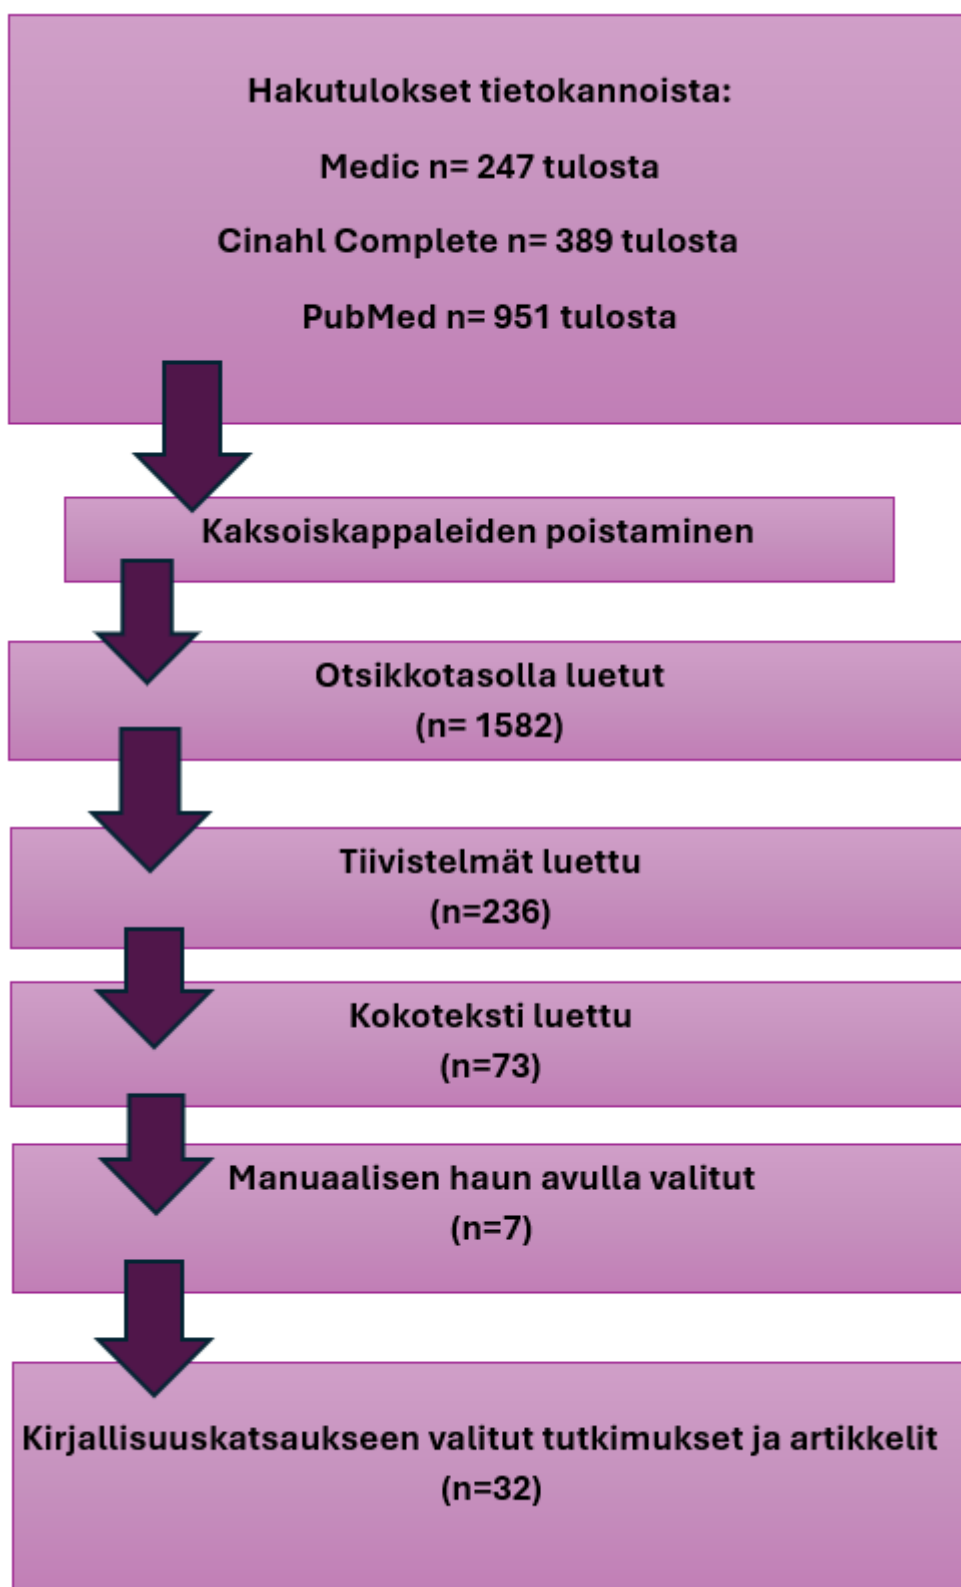 Hakutulokset tietokannoista:
Medic n= 247 tulosta
Cinahl Complete n= 389 tulosta
PubMed n= 951 tulosta
Kaksoiskappaleiden poistaminen
Otsikkotasolla luetut
(n= 1582)
Tiivistelmät luettu
(n=236)
Kokoteksti luettu
(n=73)
Manuaalisen haun avulla valitut
(n=7)
Kirjallisuuskatsaukseen valitut tutkimukset ja artikkelit
(n=32)